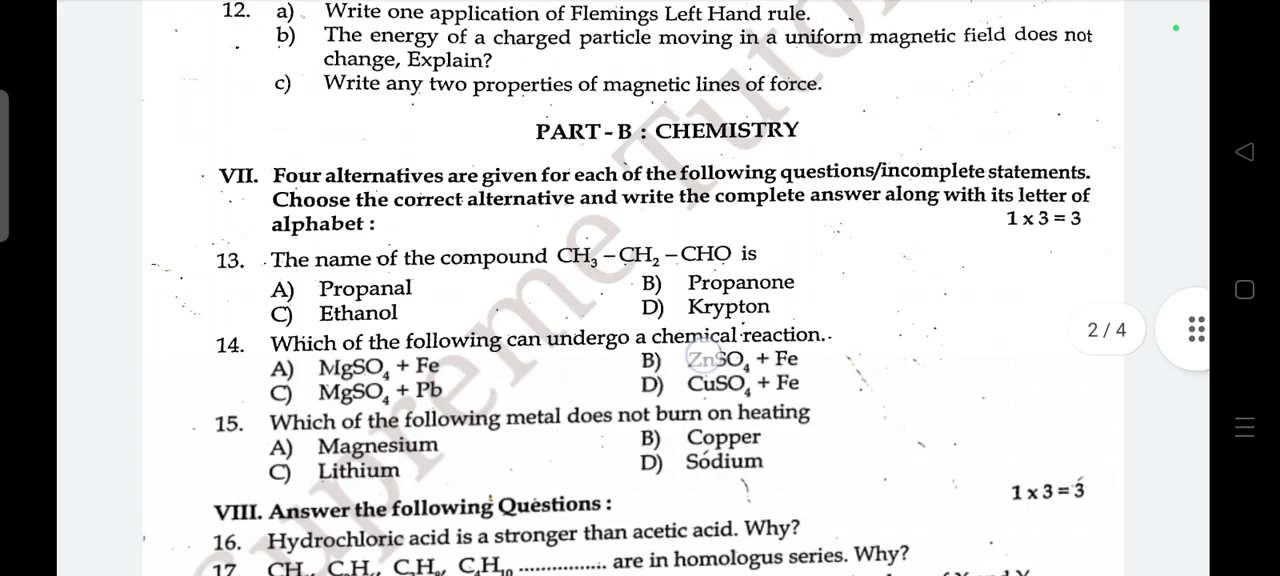 12. a) Write one application of Flemings Left Hand rule.
b) The energy of a charged particle moving in a uniform magnetic field does not
change, Explain?
c) Write any two properties of magnetic lines of force.
PART - B : CHEMISTRY
VII. Four alternatives are given for each of the following questions/incomplete statements.
Choose the correct alternative and write the complete answer along with its letter of
alphabet : 1 x 3 = 3
13. The name of the compound CH₃ – CH₂ – CHO is
A) Propanal B) Propanone
C) Ethanol D) Krypton
14. Which of the following can undergo a chemical reaction.
A) MgSO₄ + Fe B) ZnSO₄ + Fe
C) MgSO₄ + Pb D) CuSO₄ + Fe
2 / 4
15. Which of the following metal does not burn on heating
A) Magnesium B) Copper
C) Lithium D) Sodium
VIII. Answer the following Questions : 1 x 3 = 3
16. Hydrochloric acid is a stronger than acetic acid. Why?
17. CH ............... are in homologus series. Why?
Supreme Tuto